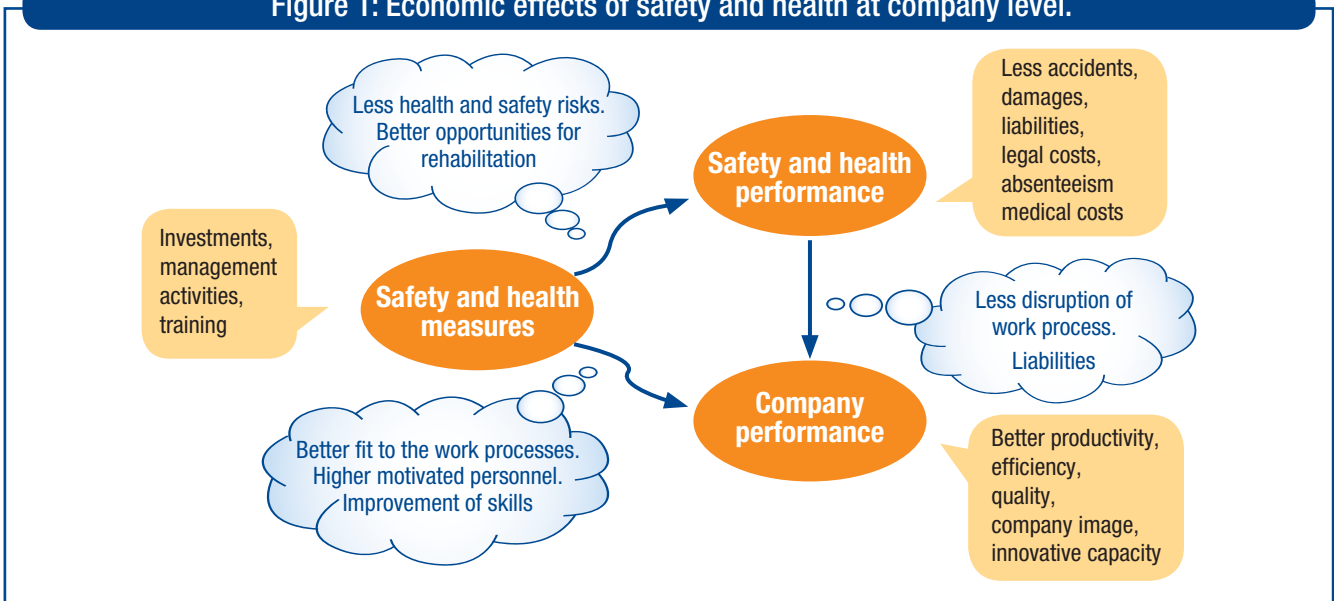 Figure 1: Economic effects of safety and health at company level.
Less health and safety risks.
Better opportunities for
rehabilitation
Safety and health
performance
Less accidents,
damages,
liabilities,
legal costs,
absenteeism
medical costs
Investments,
management
activities,
training
Safety and health
measures
Less disruption of
work process.
Liabilities
Better fit to the work processes.
Higher motivated personnel.
Improvement of skills
Company
performance
Better productivity,
efficiency,
quality,
company image,
innovative capacity